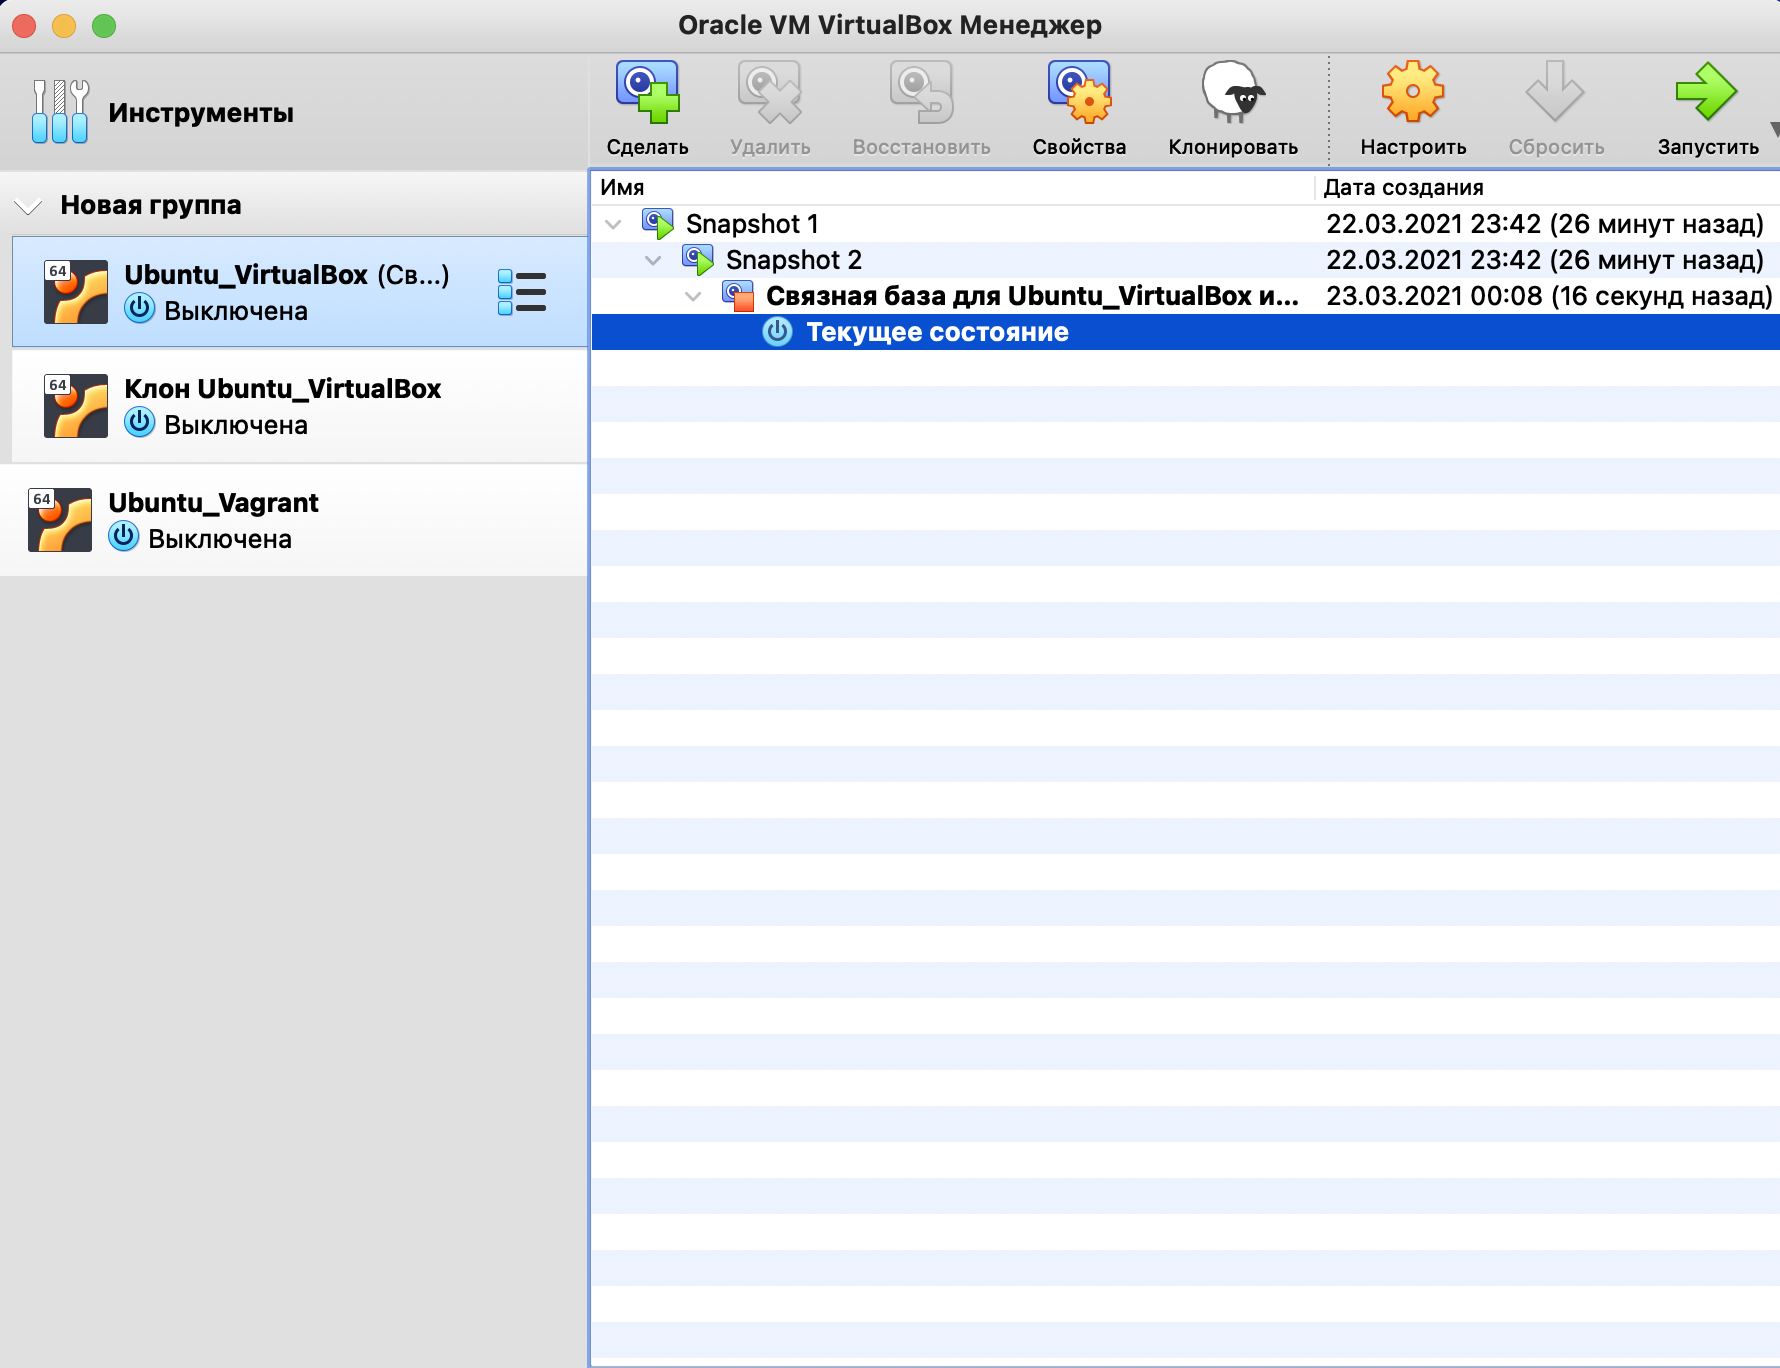 Oracle VM VirtualBox Менеджер
Инструменты
Сделать
Удалить
Восстановить
Свойства
Клонировать
Настроить
Сбросить
Запустить
Новая группа
64
Ubuntu_VirtualBox (Св...)
Выключена
64
Клон Ubuntu_VirtualBox
Выключена
64
Ubuntu_Vagrant
Выключена
Имя
Дата создания
Snapshot 1
22.03.2021 23:42 (26 минут назад)
Snapshot 2
22.03.2021 23:42 (26 минут назад)
Связная база для Ubuntu_VirtualBox и...
23.03.2021 00:08 (16 секунд назад)
Текущее состояние